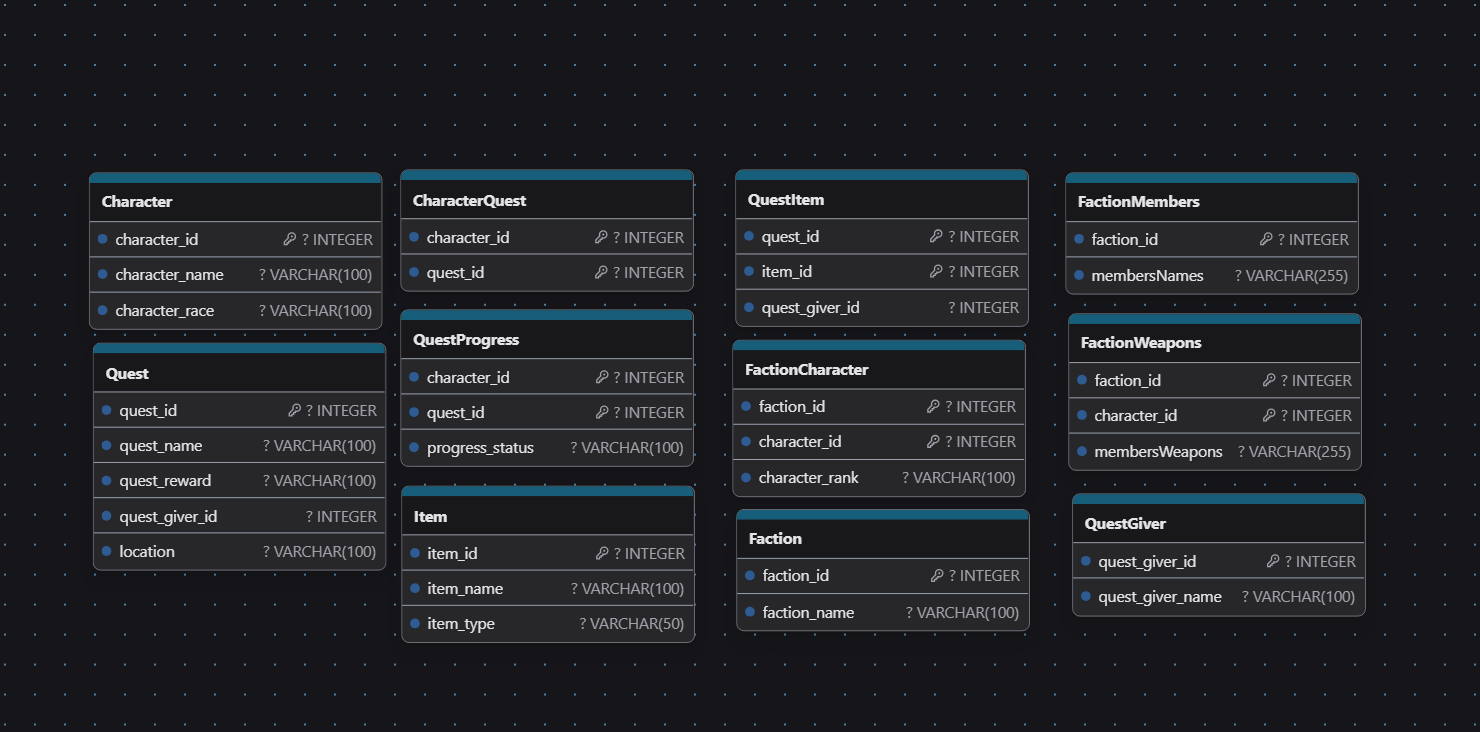 Character
character_id ? INTEGER
character_name ? VARCHAR(100)
character_race ? VARCHAR(100)
Quest
quest_id ? INTEGER
quest_name ? VARCHAR(100)
quest_reward ? VARCHAR(100)
quest_giver_id ? INTEGER
location ? VARCHAR(100)
CharacterQuest
character_id ? INTEGER
quest_id ? INTEGER
QuestProgress
character_id ? INTEGER
quest_id ? INTEGER
progress_status ? VARCHAR(100)
Item
item_id ? INTEGER
item_name ? VARCHAR(100)
item_type ? VARCHAR(50)
QuestItem
quest_id ? INTEGER
item_id ? INTEGER
quest_giver_id ? INTEGER
FactionCharacter
faction_id ? INTEGER
character_id ? INTEGER
character_rank ? VARCHAR(100)
Faction
faction_id ? INTEGER
faction_name ? VARCHAR(100)
FactionMembers
faction_id ? INTEGER
membersNames ? VARCHAR(255)
FactionWeapons
faction_id ? INTEGER
character_id ? INTEGER
membersWeapons ? VARCHAR(255)
QuestGiver
quest_giver_id ? INTEGER
quest_giver_name ? VARCHAR(100)